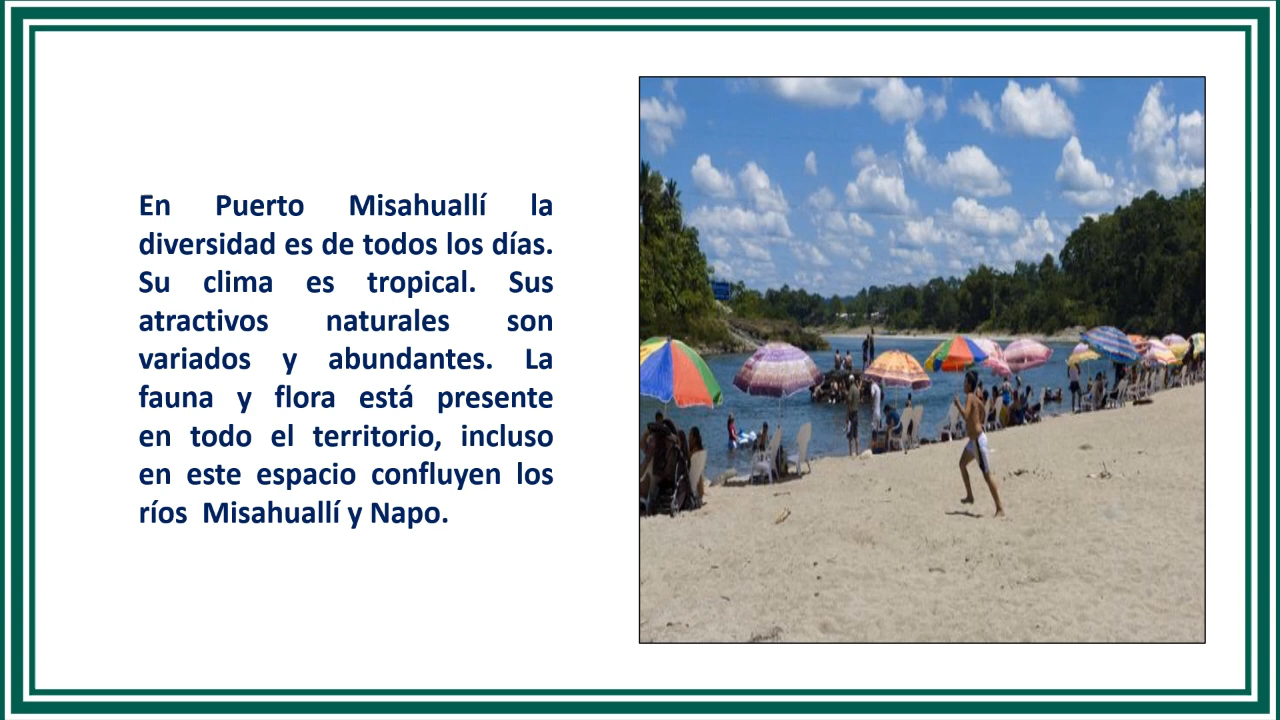 En Puerto Misahuallí la
diversidad es de todos los días.
Su clima es tropical. Sus
atractivos naturales son
variados y abundantes. La
fauna y flora está presente
en todo el territorio, incluso
en este espacio confluyen los
ríos Misahuallí y Napo.